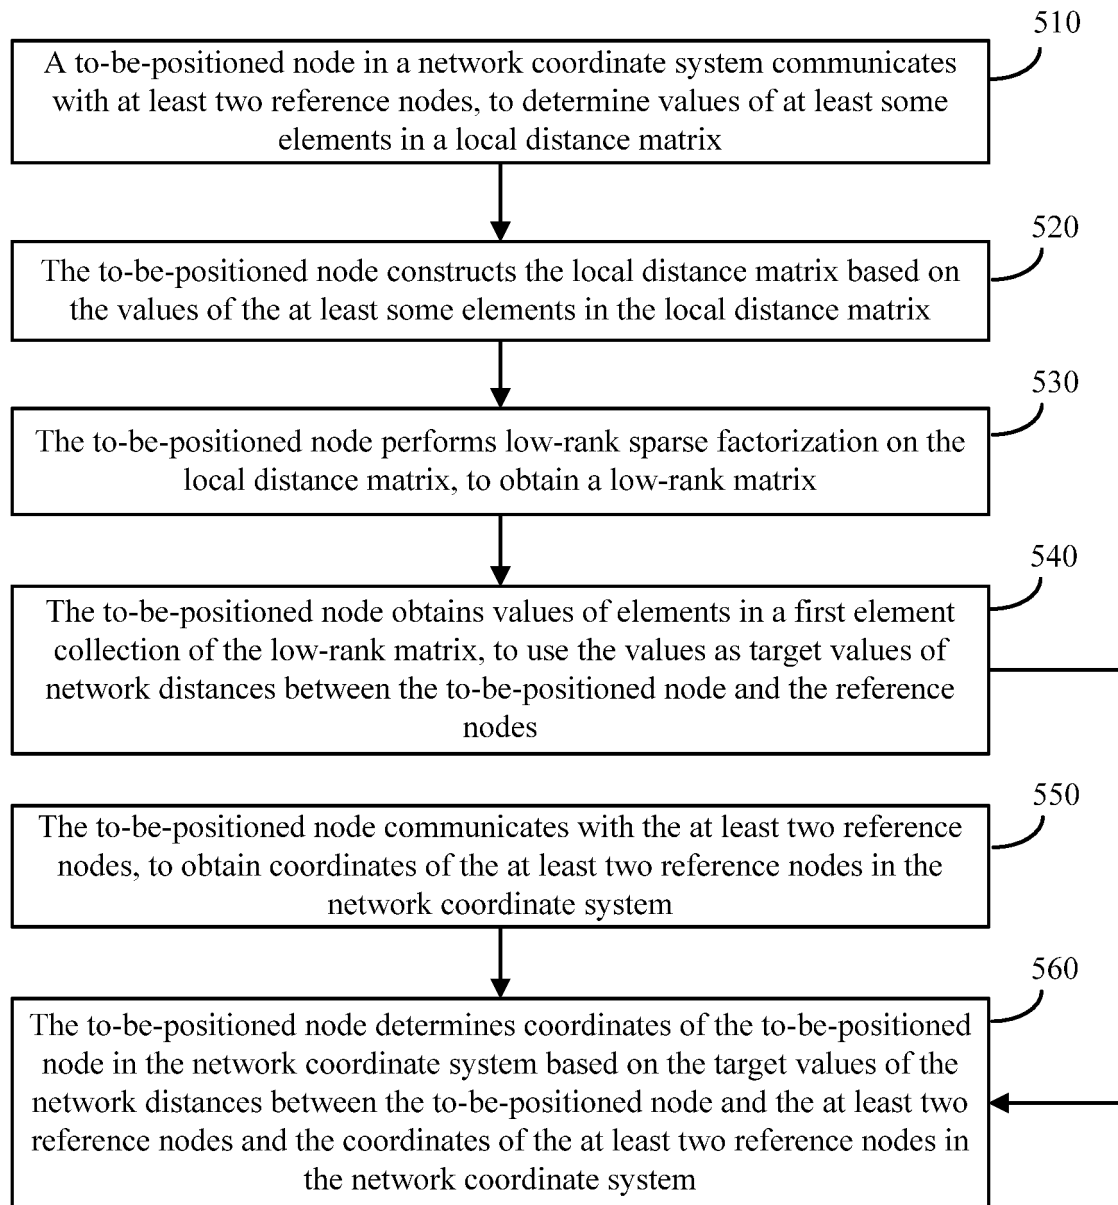 510
A to-be-positioned node in a network coordinate system communicates
with at least two reference nodes, to determine values of at least some
elements in a local distance matrix
520
The to-be-positioned node constructs the local distance matrix based on
the values of the at least some elements in the local distance matrix
530
The to-be-positioned node performs low-rank sparse factorization on the
local distance matrix, to obtain a low-rank matrix
540
The to-be-positioned node obtains values of elements in a first element
collection of the low-rank matrix, to use the values as target values of
network distances between the to-be-positioned node and the reference
nodes
550
The to-be-positioned node communicates with the at least two reference
nodes, to obtain coordinates of the at least two reference nodes in the
network coordinate system
560
The to-be-positioned node determines coordinates of the to-be-positioned
node in the network coordinate system based on the target values of the
network distances between the to-be-positioned node and the at least two
reference nodes and the coordinates of the at least two reference nodes in
the network coordinate system